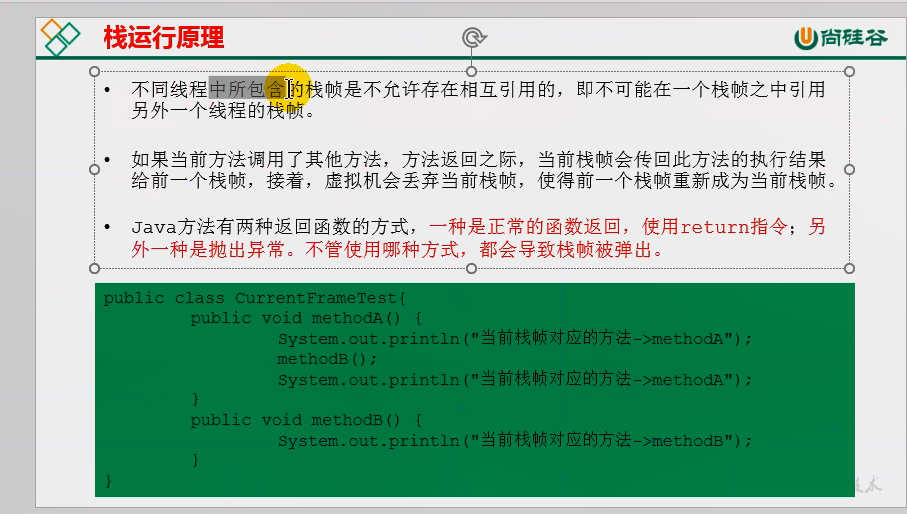 栈运行原理
尚硅谷
• 不同线程中所包含的栈帧是不允许存在相互引用的，即不可能在一个栈帧之中引用
另外一个线程的栈帧。
• 如果当前方法调用了其他方法，方法返回之际，当前栈帧会传回此方法的执行结果
给前一个栈帧，接着，虚拟机会丢弃当前栈帧，使得前一个栈帧重新成为当前栈帧。
• Java方法有两种返回函数的方式，一种是正常的函数返回，使用return指令；另
外一种是抛出异常。不管使用哪种方式，都会导致栈帧被弹出。
public class CurrentFrameTest{
public void methodA() {
System.out.println("当前栈帧对应的方法->methodA");
methodB();
System.out.println("当前栈帧对应的方法->methodA");
}
public void methodB() {
System.out.println("当前栈帧对应的方法->methodB");
}
}